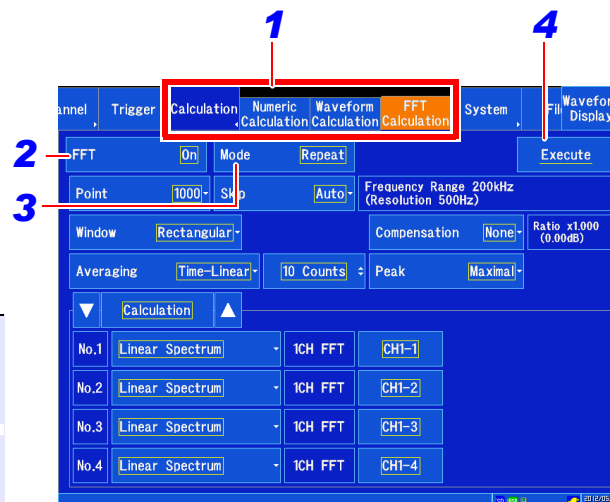 1
4
annel Trigger Calculation Numeric Calculation Waveform Calculation FFT Calculation System Fil Waveform Display
2
FFT On Mode Repeat Execute
3
Point 1000 Skip Auto Frequency Range 200kHz
(Resolution 500Hz)
Window Rectangular Compensation None Ratio x1.000
(0.00dB)
Averaging Time-Linear 10 Counts Peak Maximal
Calculation
No.1 Linear Spectrum 1CH FFT CH1-1
No.2 Linear Spectrum 1CH FFT CH1-2
No.3 Linear Spectrum 1CH FFT CH1-3
No.4 Linear Spectrum 1CH FFT CH1-4